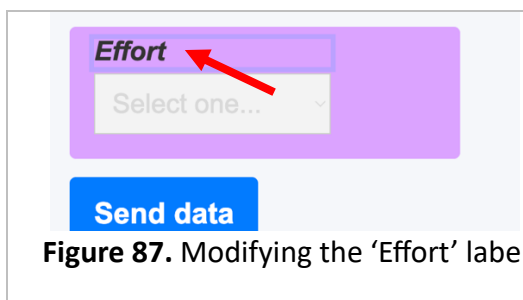 Effort
Select one...
Send data
Figure 87. Modifying the ‘Effort’ labe